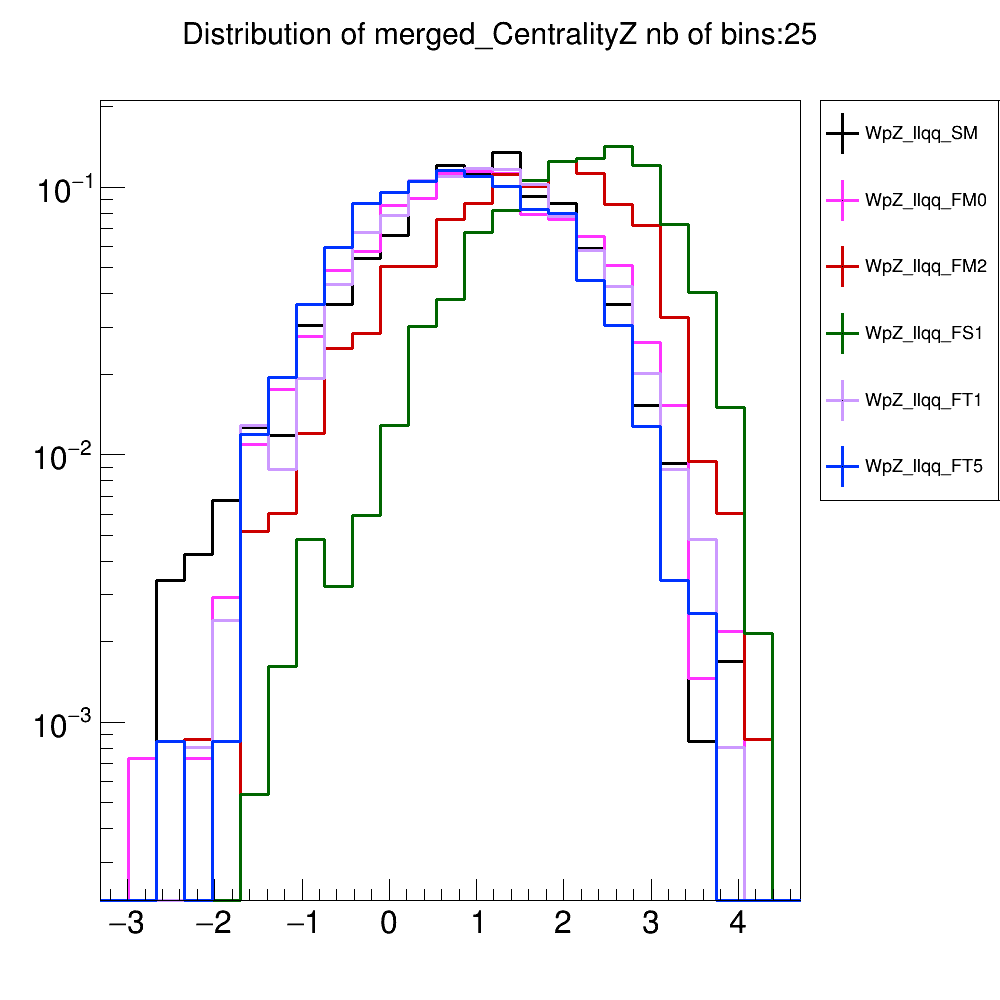 Distribution of merged_CentralityZ nb of bins:25
10⁻¹
10⁻²
10⁻³
−3 −2 −1 0 1 2 3 4
WpZ_llqq_SM
WpZ_llqq_FM0
WpZ_llqq_FM2
WpZ_llqq_FS1
WpZ_llqq_FT1
WpZ_llqq_FT5